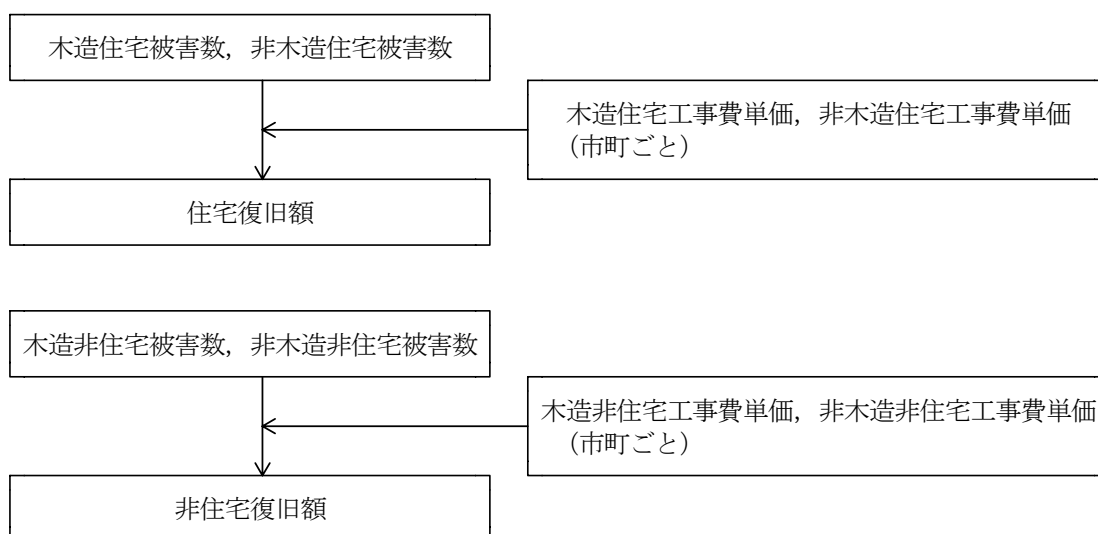 木造住宅被害数，非木造住宅被害数
木造住宅工事費単価，非木造住宅工事費単価
（市町ごと）
住宅復旧額
木造非住宅被害数，非木造非住宅被害数
木造非住宅工事費単価，非木造非住宅工事費単価
（市町ごと）
非住宅復旧額